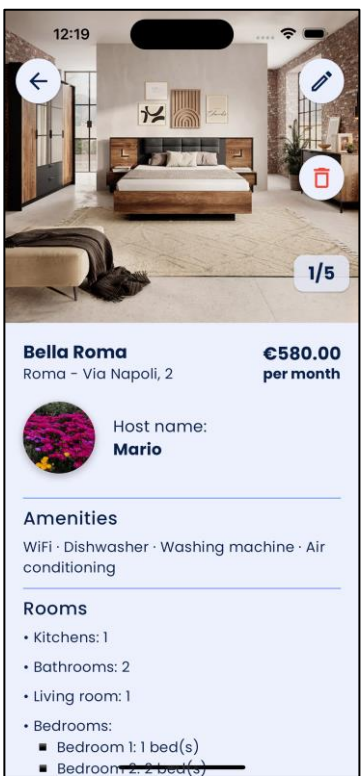 12:19
1/5
Bella Roma
€580.00
Roma - Via Napoli, 2
per month
Host name:
Mario
Amenities
WiFi · Dishwasher · Washing machine · Air
conditioning
Rooms
• Kitchens: 1
• Bathrooms: 2
• Living room: 1
• Bedrooms:
▪ Bedroom 1: 1 bed(s)
▪ Bedroom 2: 2 bed(s)